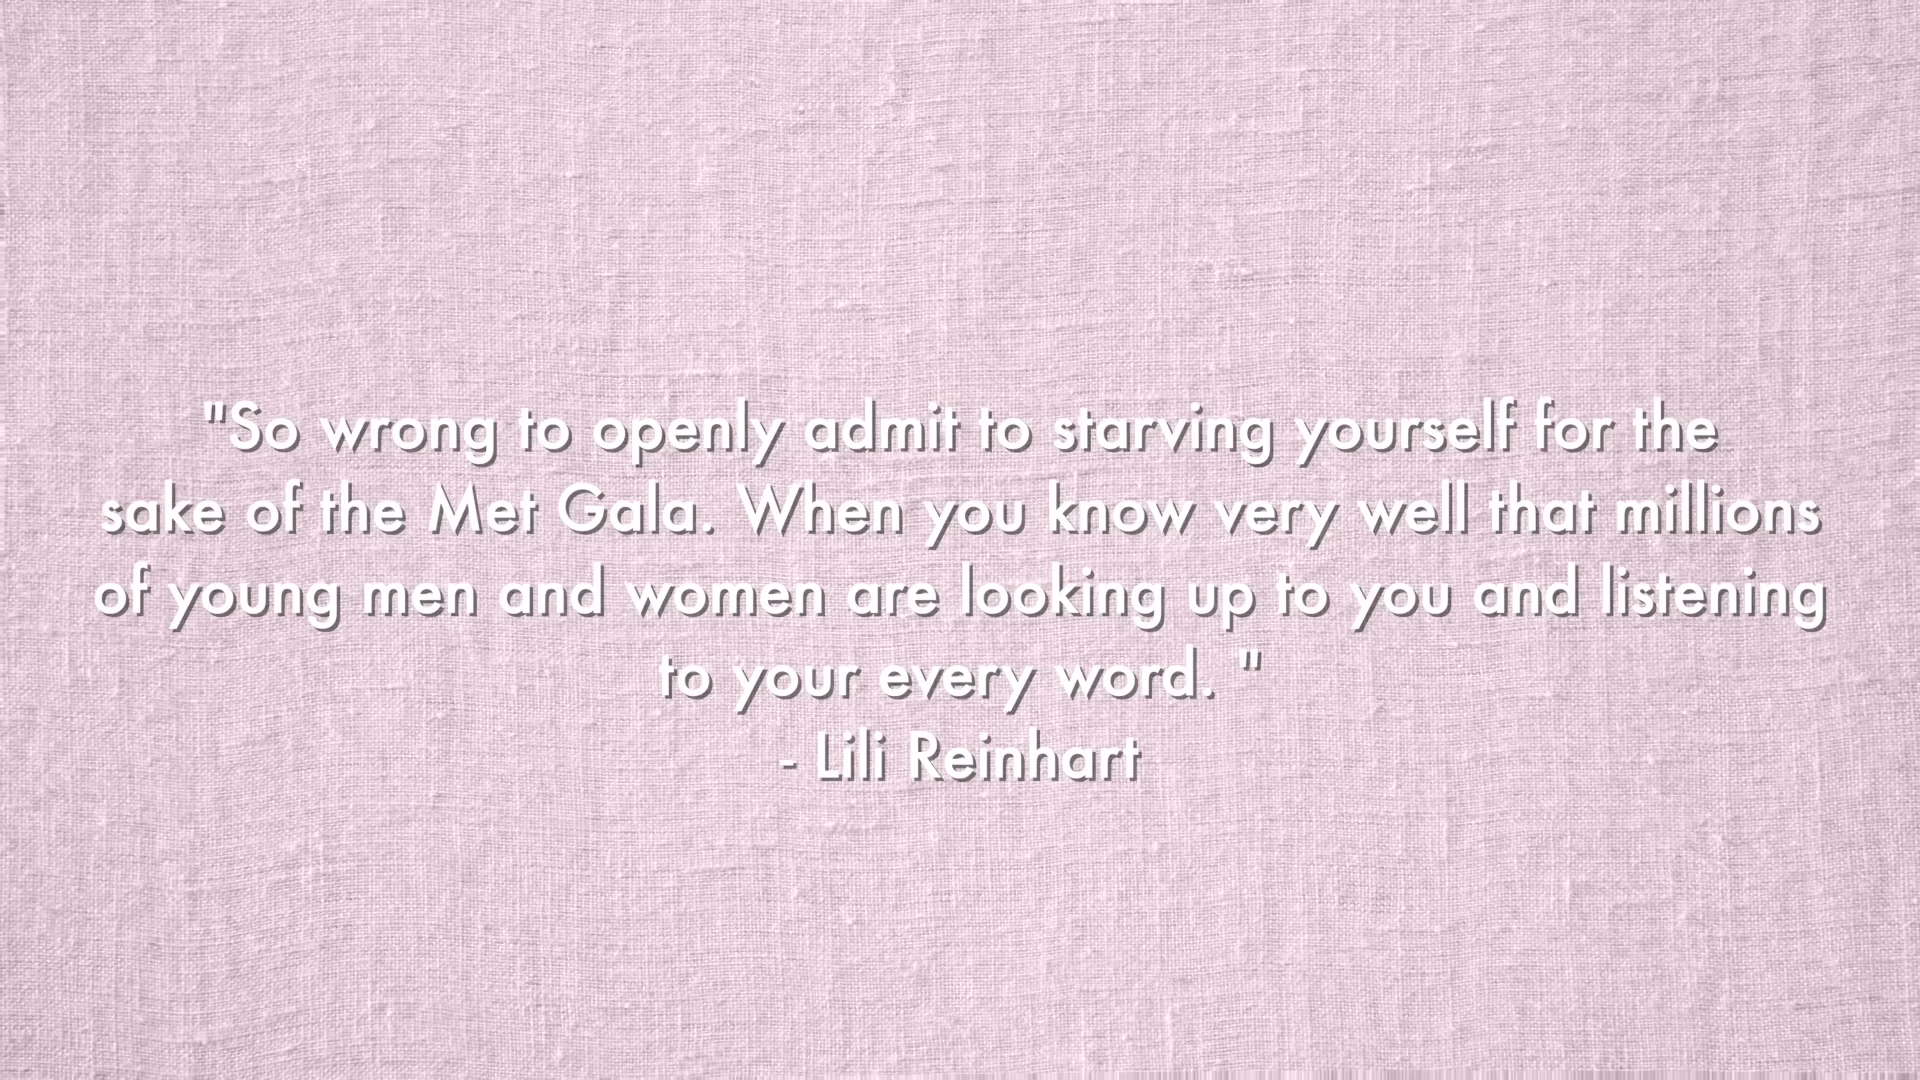 "So wrong to openly admit to starving yourself for the
sake of the Met Gala. When you know very well that millions
of young men and women are looking up to you and listening
to your every word. "
- Lili Reinhart